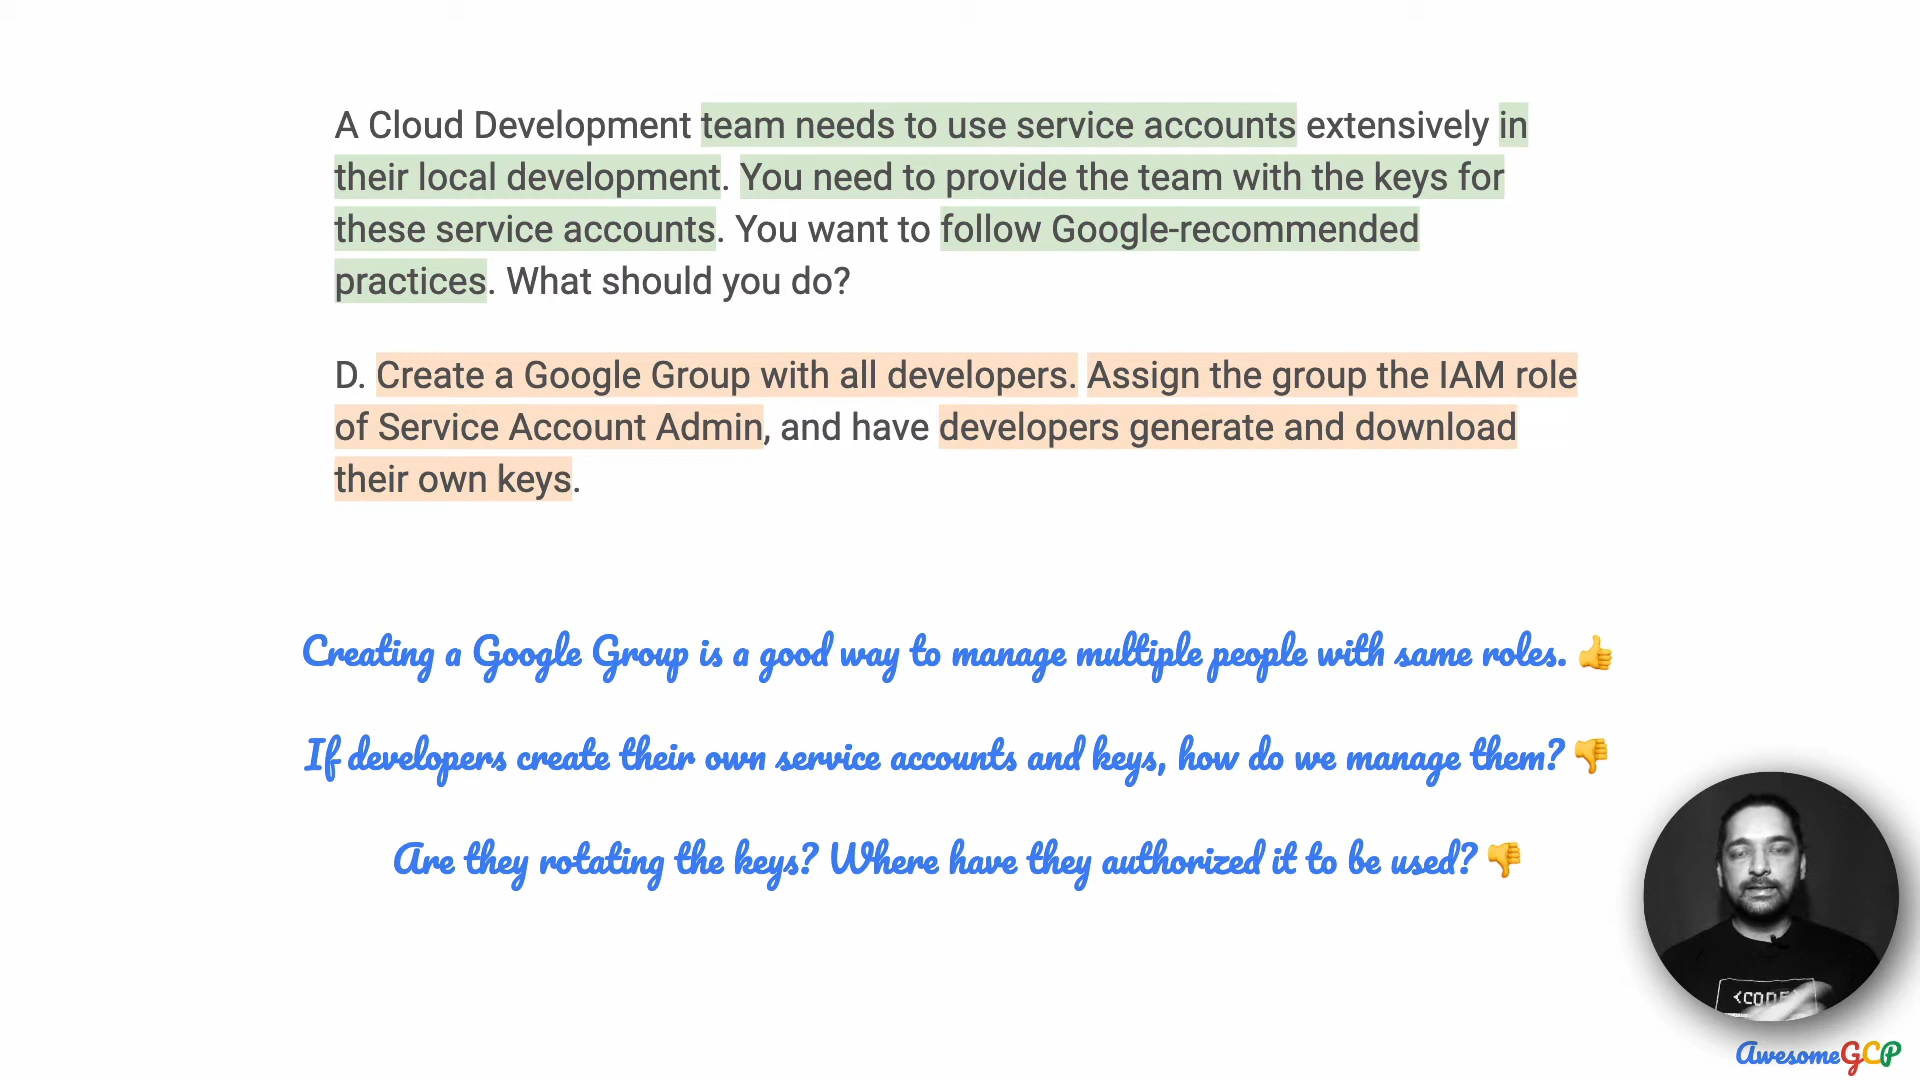 A Cloud Development team needs to use service accounts extensively in
their local development. You need to provide the team with the keys for
these service accounts. You want to follow Google-recommended
practices. What should you do?
D. Create a Google Group with all developers. Assign the group the IAM role
of Service Account Admin, and have developers generate and download
their own keys.
Creating a Google Group is a good way to manage multiple people with same roles. 👍
If developers create their own service accounts and keys, how do we manage them? 👎
Are they rotating the keys? Where have they authorized it to be used? 👎
AwesomeGCP